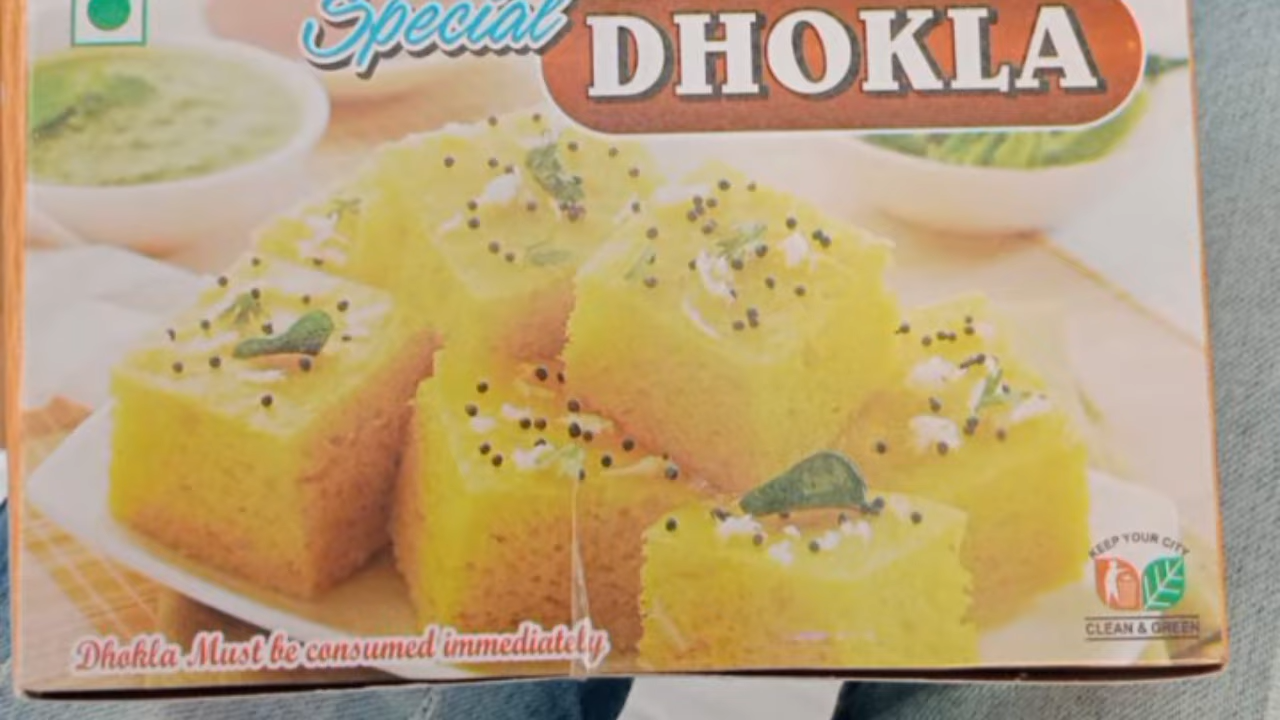 Special
DHOKLA
KEEP YOUR CITY
CLEAN & GREEN
Dhokla Must be consumed immediately